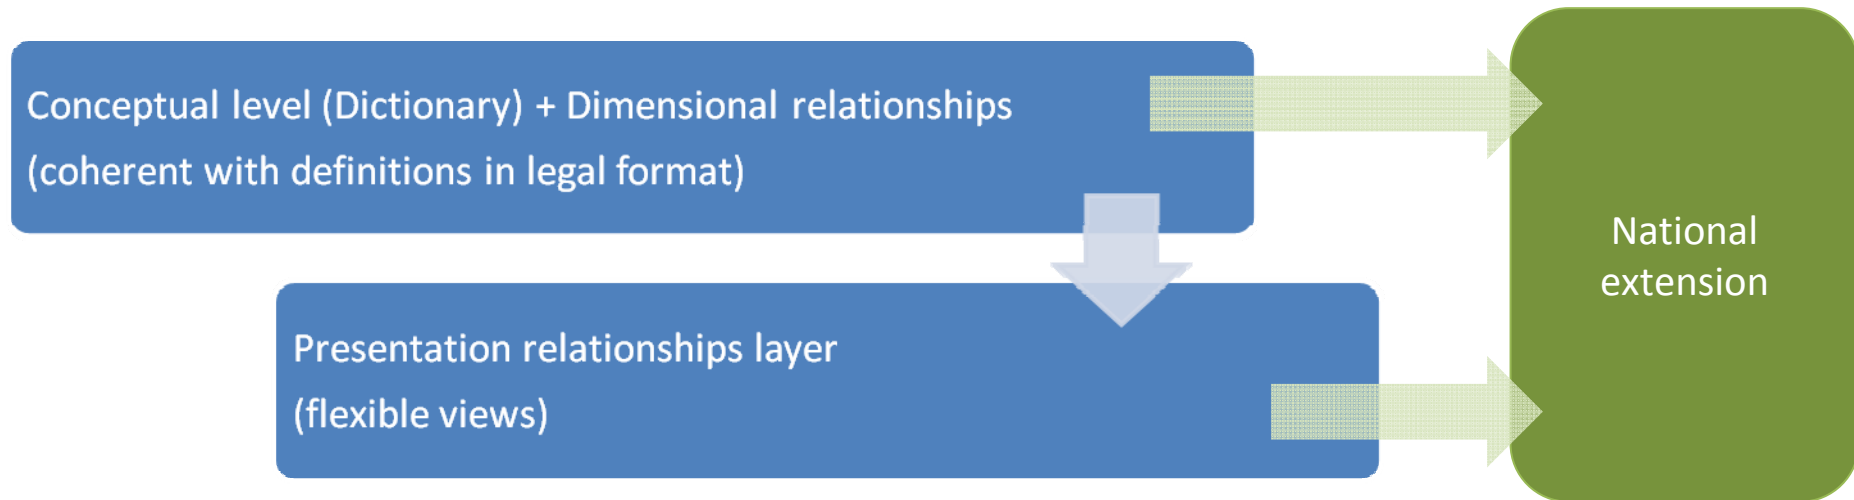 Conceptual level (Dictionary) + Dimensional relationships
(coherent with definitions in legal format)
Presentation relationships layer
(flexible views)
National
extension